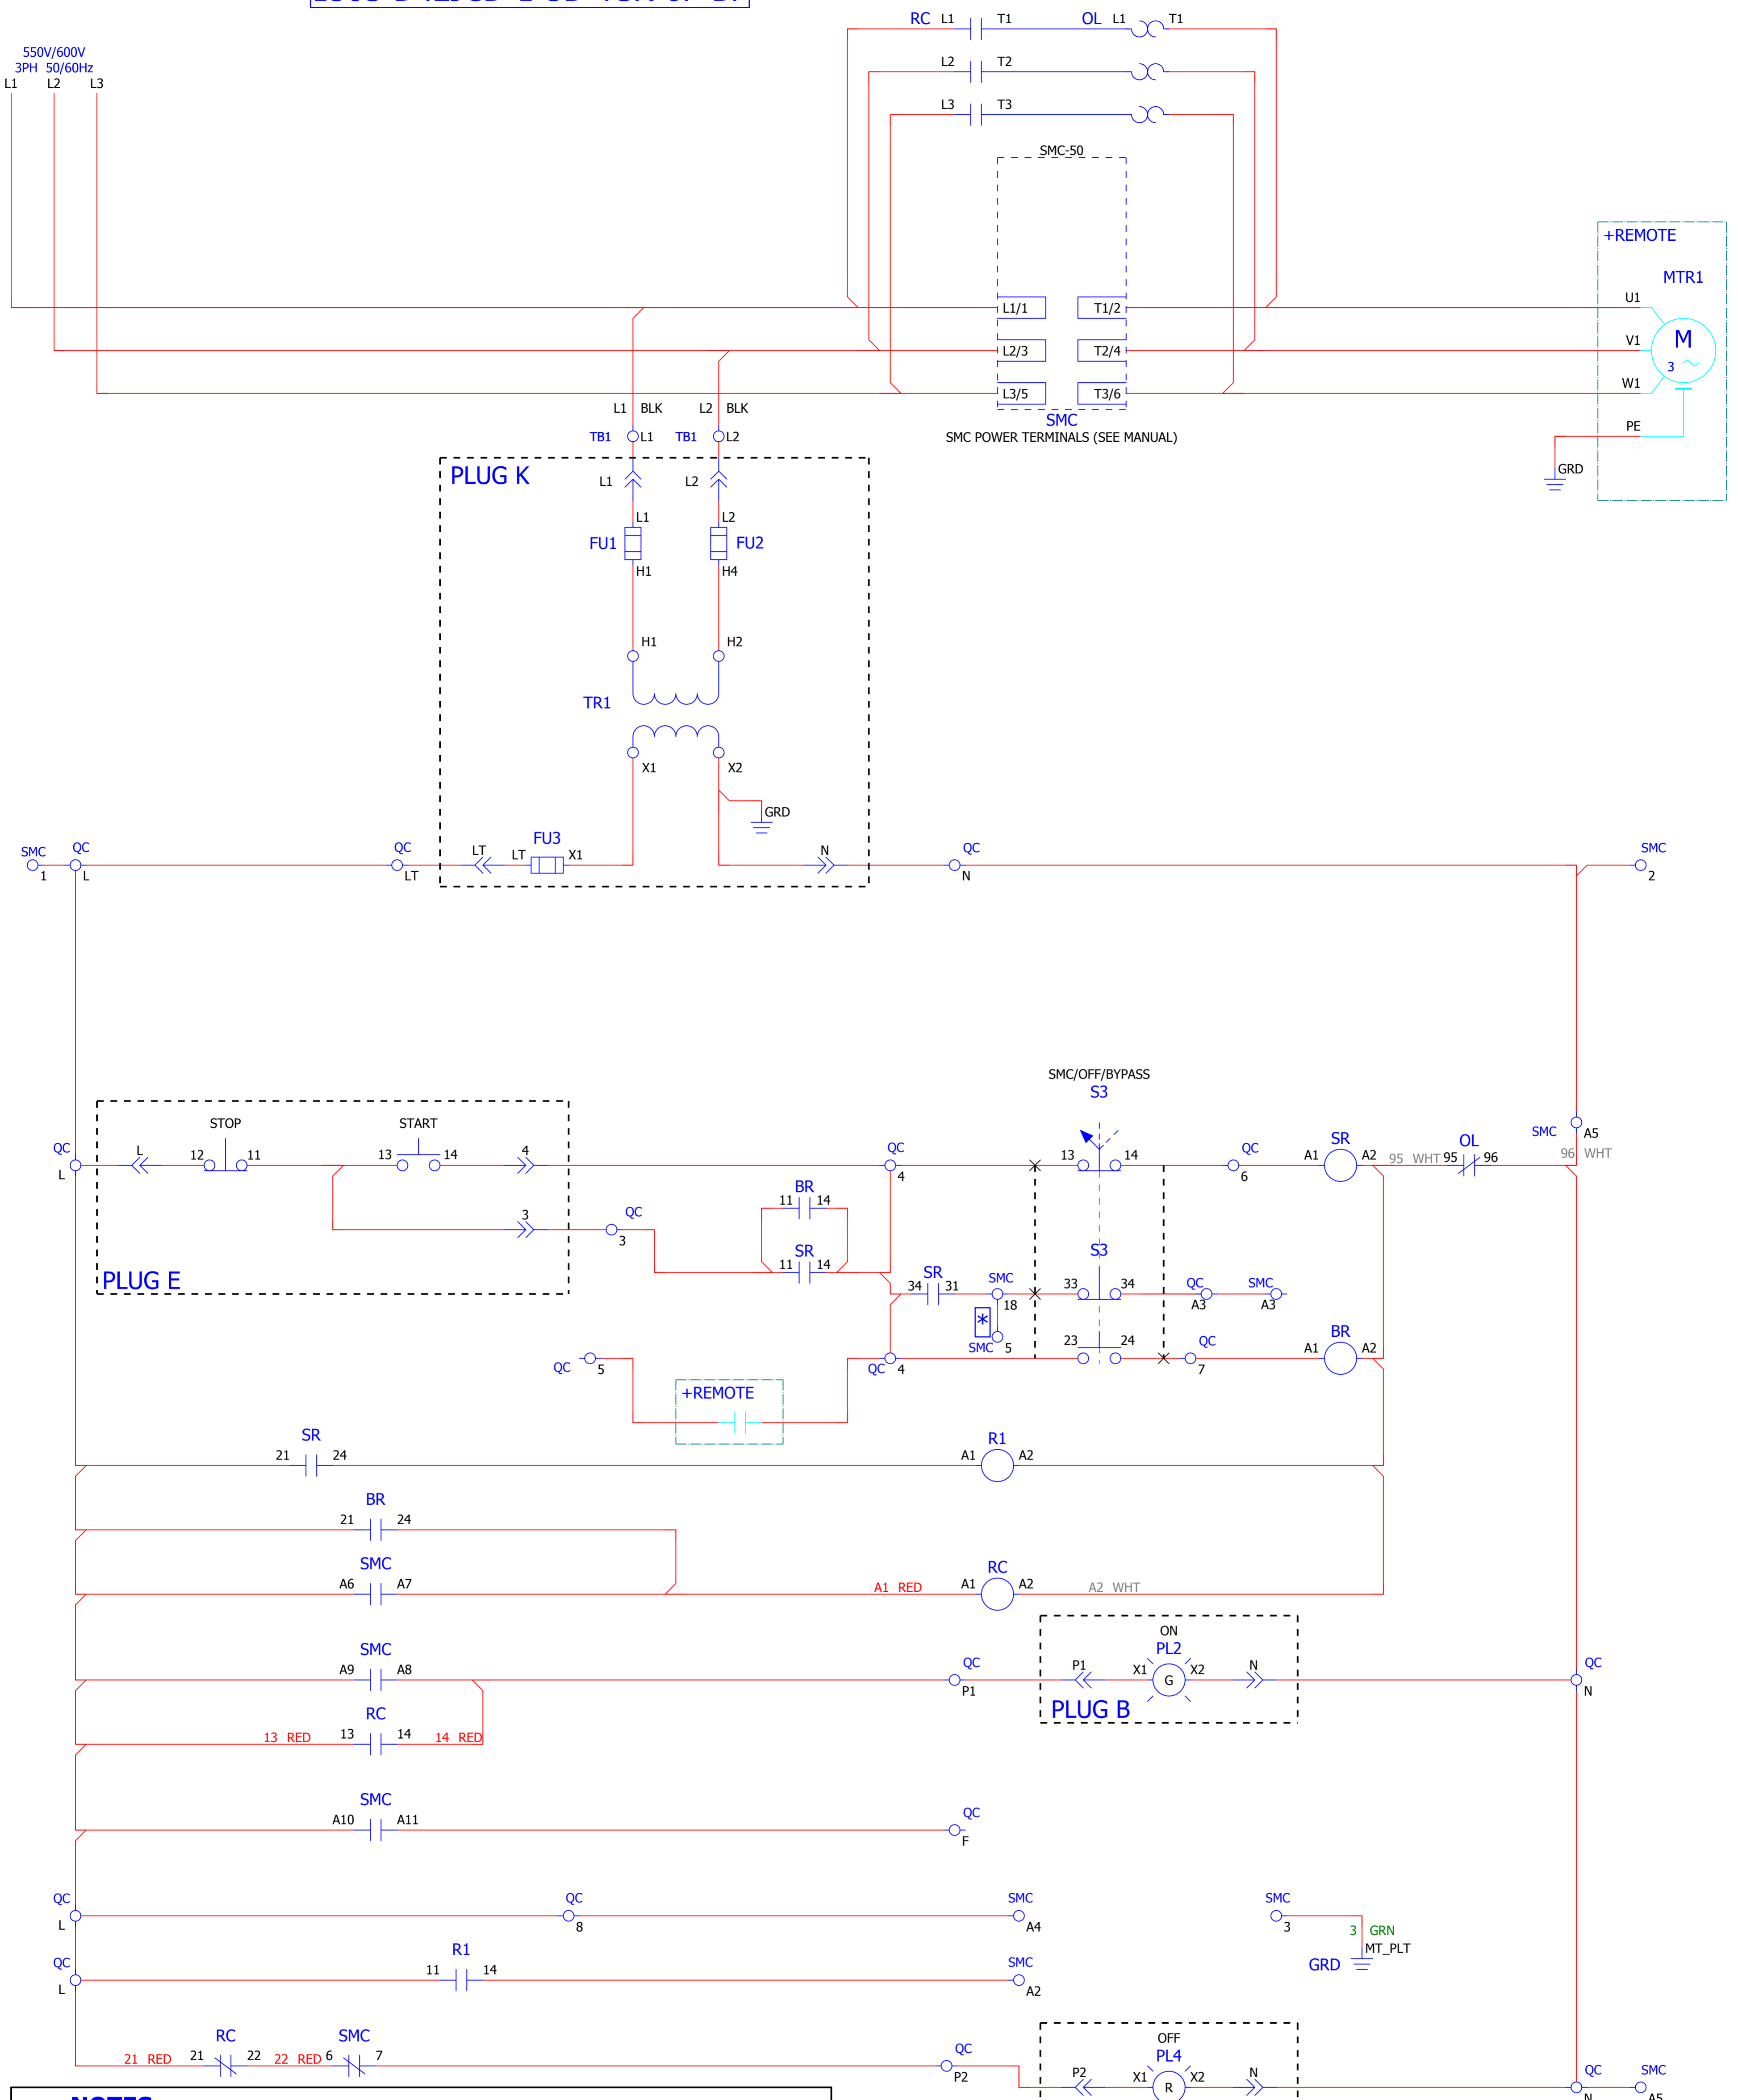 RC L1 T1 OL L1 T1
550V/600V
3PH 50/60Hz
L1 L2 L3
L2 T2
L3 T3
SMC-50
+REMOTE
MTR1
U1
L1/1 T1/2
V1 M
L2/3 T2/4
3
W1
L3/5 T3/6
L1 BLK L2 BLK
SMC
PE
TB1 L1 TB1 L2
SMC POWER TERMINALS (SEE MANUAL)
GRD
PLUG K
L1 L2
L1 L2
FU1 FU2
H1 H4
H1 H2
TR1
X1 X2
GRD
FU3
SMC QC QC LT LT X1 N QC SMC
1 L LT N 2
SMC/OFF/BYPASS
S3
STOP START
QC L 12 11 13 14 4 QC 13 14 QC SR SMC A5
L 4 6 A1 A2 95 WHT 95 OL 96 96 WHT
BR
11 14
3 QC
3
SR
11 14
S3
PLUG E
SR
34 31 SMC 33 34 QC SMC
18 A3 A3
*
SMC 5 23 24 QC BR
A1 A2
QC 5 QC 4 7
+REMOTE
SR R1
21 24 A1 A2
BR
21 24
SMC RC
A6 A7 A1 RED A1 A2 A2 WHT
ON
SMC PL2
A9 A8 QC P1 X1 G X2 N QC
P1 N
PLUG B
RC
13 RED 13 14 14 RED
SMC
A10 A11 QC
F
QC QC SMC SMC
L 8 A4 3
3 GRN
MT_PLT
GRD
QC R1 SMC
L 11 14 A2
OFF
RC SMC PL4
21 RED 21 22 22 RED 6 7 QC
P2 P2 X1 R X2 N QC SMC
N A5